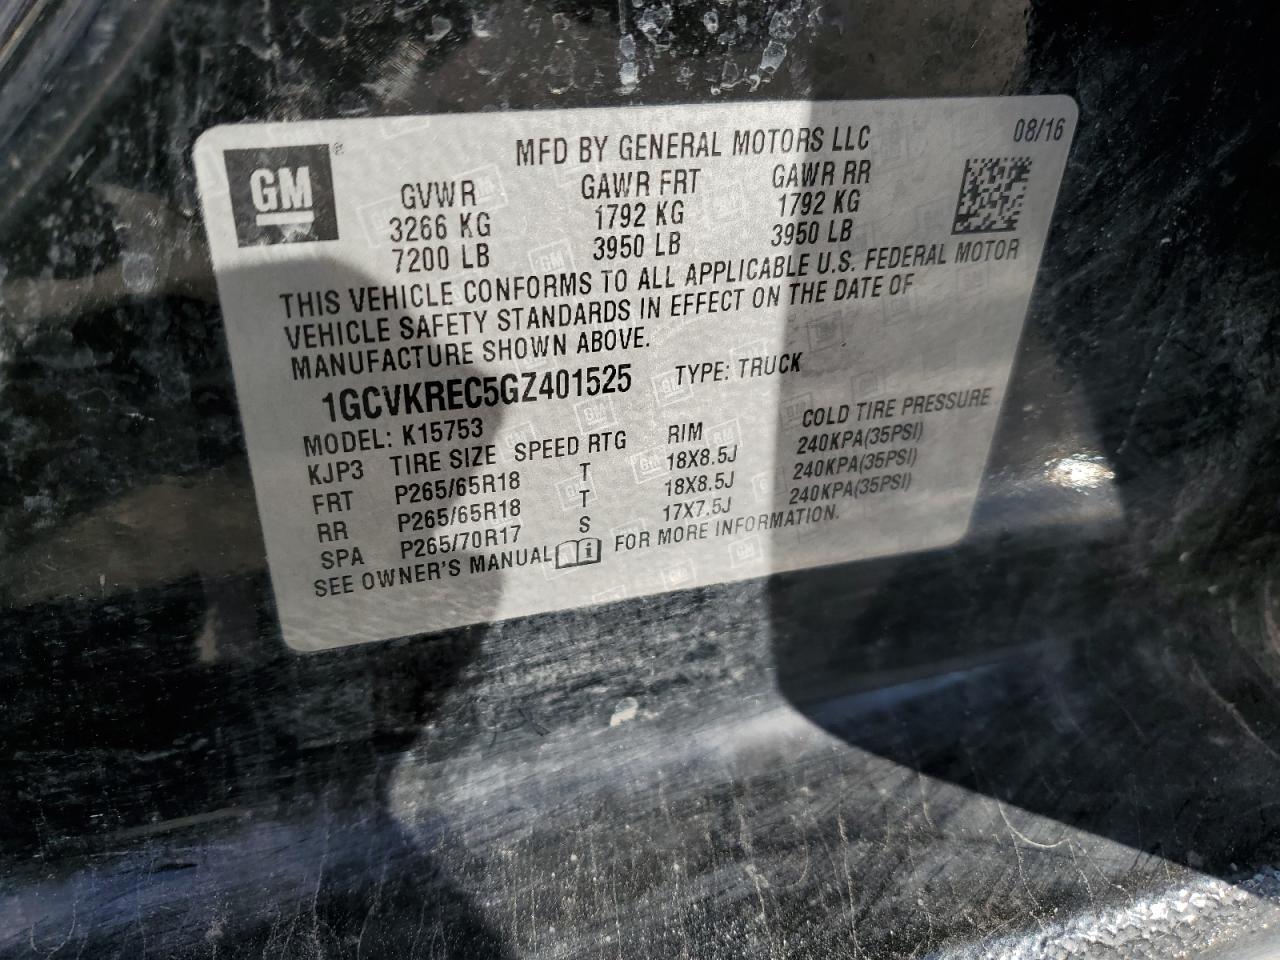 08/16
MFD BY GENERAL MOTORS LLC
GM®
GVWR GAWR FRT GAWR RR
3266 KG 1792 KG 1792 KG
7200 LB 3950 LB 3950 LB
THIS VEHICLE CONFORMS TO ALL APPLICABLE U.S. FEDERAL MOTOR
VEHICLE SAFETY STANDARDS IN EFFECT ON THE DATE OF
MANUFACTURE SHOWN ABOVE.
1GCVKREC5GZ401525 TYPE: TRUCK
MODEL: K15753
KJP3 TIRE SIZE SPEED RTG RIM COLD TIRE PRESSURE
FRT P265/65R18 T 18X8.5J 240KPA(35PSI)
RR P265/65R18 T 18X8.5J 240KPA(35PSI)
SPA P265/70R17 S 17X7.5J 240KPA(35PSI)
SEE OWNER'S MANUAL i FOR MORE INFORMATION.